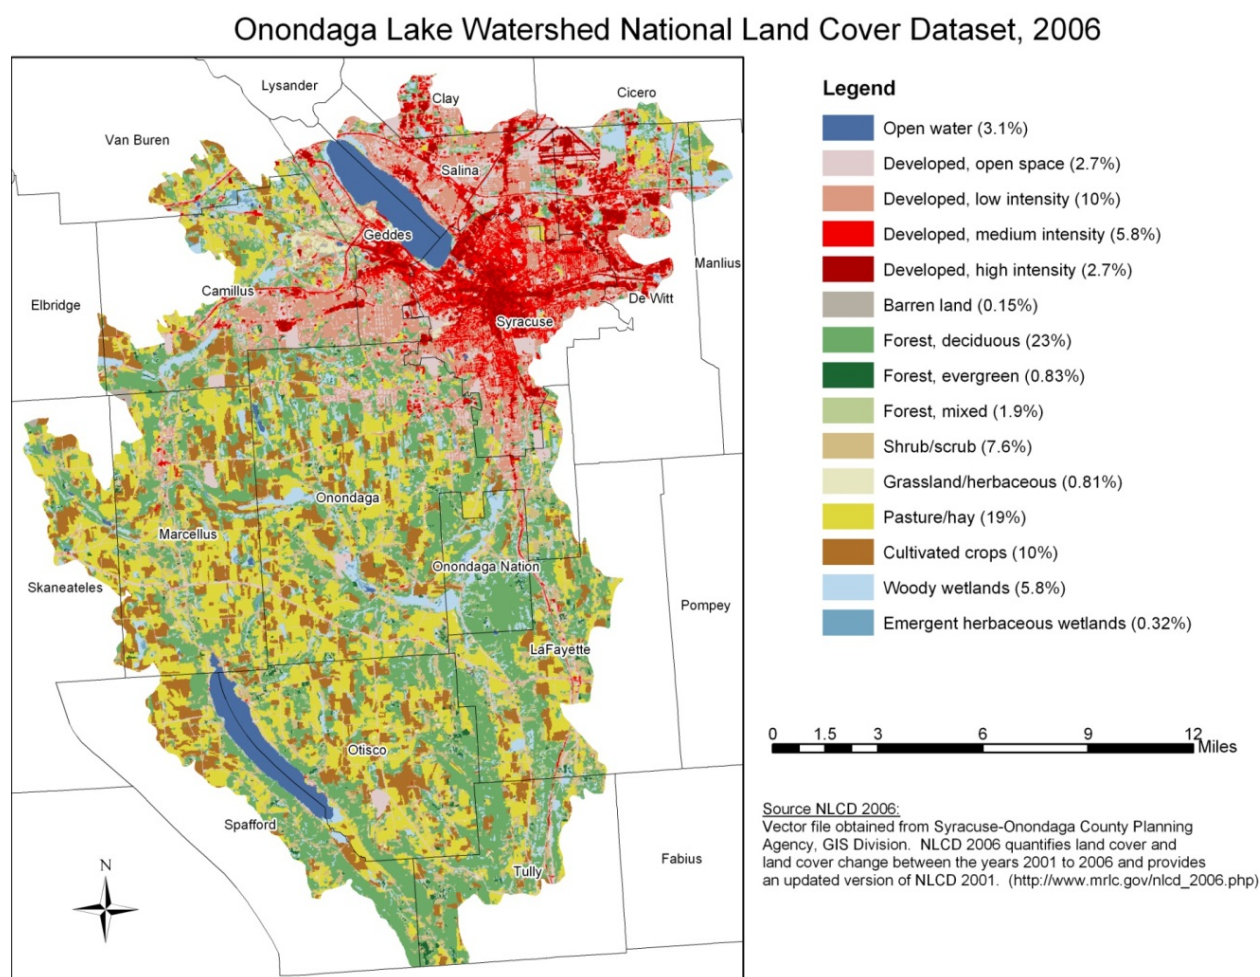 Onondaga Lake Watershed National Land Cover Dataset, 2006
Lysander
Clay
Cicero
Van Buren
Salina
Geddes
Manlius
Camillus
De Witt
Elbridge
Syracuse
Onondaga
Marcellus
Onondaga Nation
Skaneateles
Pompey
LaFayette
Otisco
Spafford
Fabius
Tully
N
Legend
Open water (3.1%)
Developed, open space (2.7%)
Developed, low intensity (10%)
Developed, medium intensity (5.8%)
Developed, high intensity (2.7%)
Barren land (0.15%)
Forest, deciduous (23%)
Forest, evergreen (0.83%)
Forest, mixed (1.9%)
Shrub/scrub (7.6%)
Grassland/herbaceous (0.81%)
Pasture/hay (19%)
Cultivated crops (10%)
Woody wetlands (5.8%)
Emergent herbaceous wetlands (0.32%)
0 1.5 3 6 9 12
Miles
Source NLCD 2006:
Vector file obtained from Syracuse-Onondaga County Planning
Agency, GIS Division. NLCD 2006 quantifies land cover and
land cover change between the years 2001 to 2006 and provides
an updated version of NLCD 2001. (http://www.mrlc.gov/nlcd_2006.php)